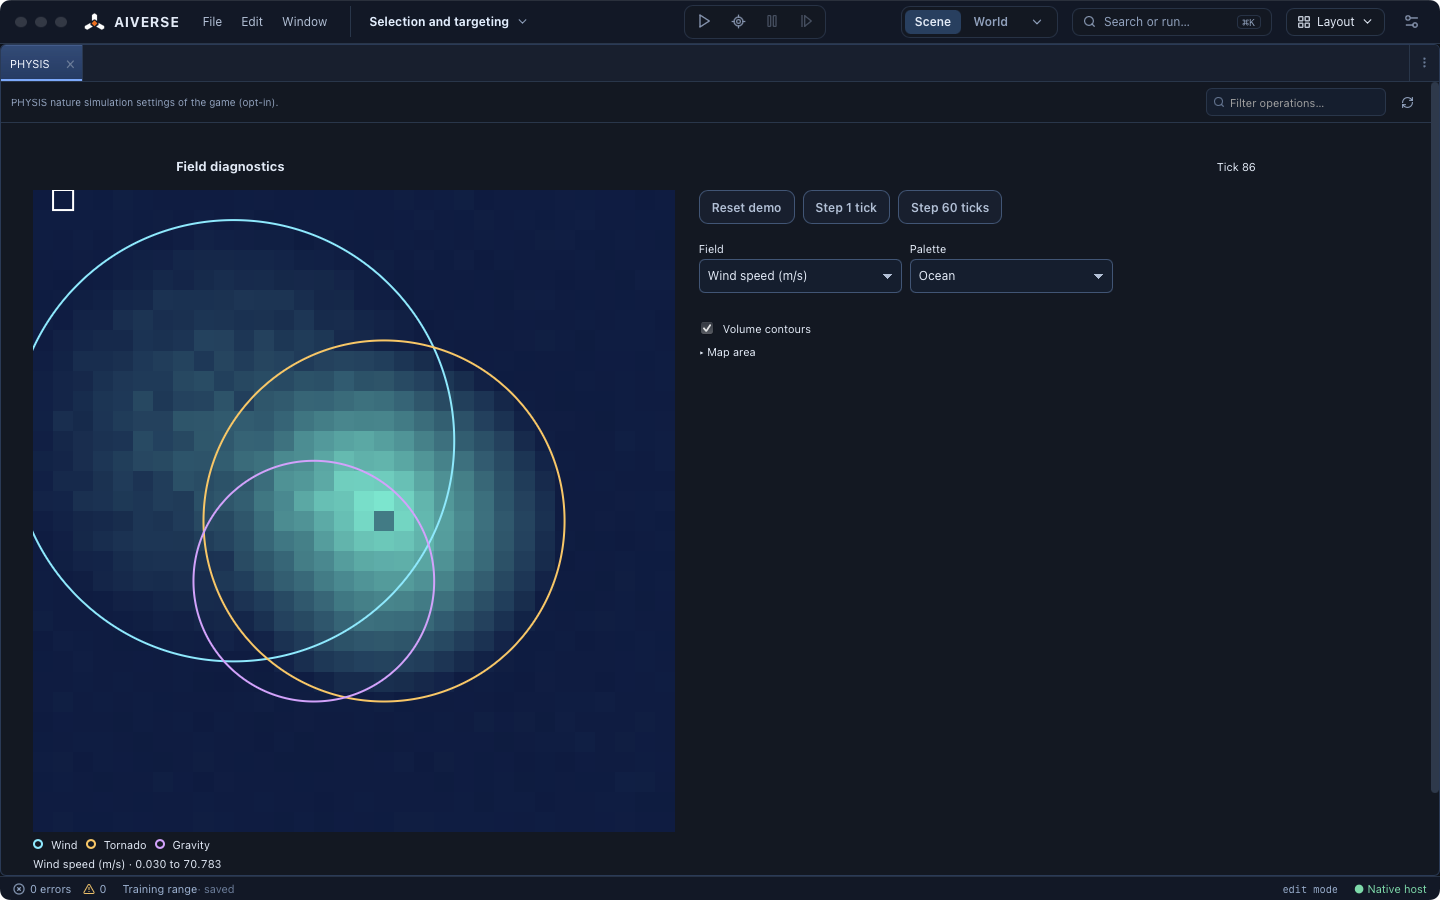 AIVERSE File Edit Window Selection and targeting Scene World Search or run... ⌘K Layout
PHYSIS
PHYSIS nature simulation settings of the game (opt-in). Filter operations...
Field diagnostics Tick 86
Reset demo Step 1 tick Step 60 ticks
Field Palette
Wind speed (m/s) Ocean
Volume contours
Map area
Wind Tornado Gravity
Wind speed (m/s) · 0.030 to 70.783
0 errors 0 Training range · saved edit mode Native host